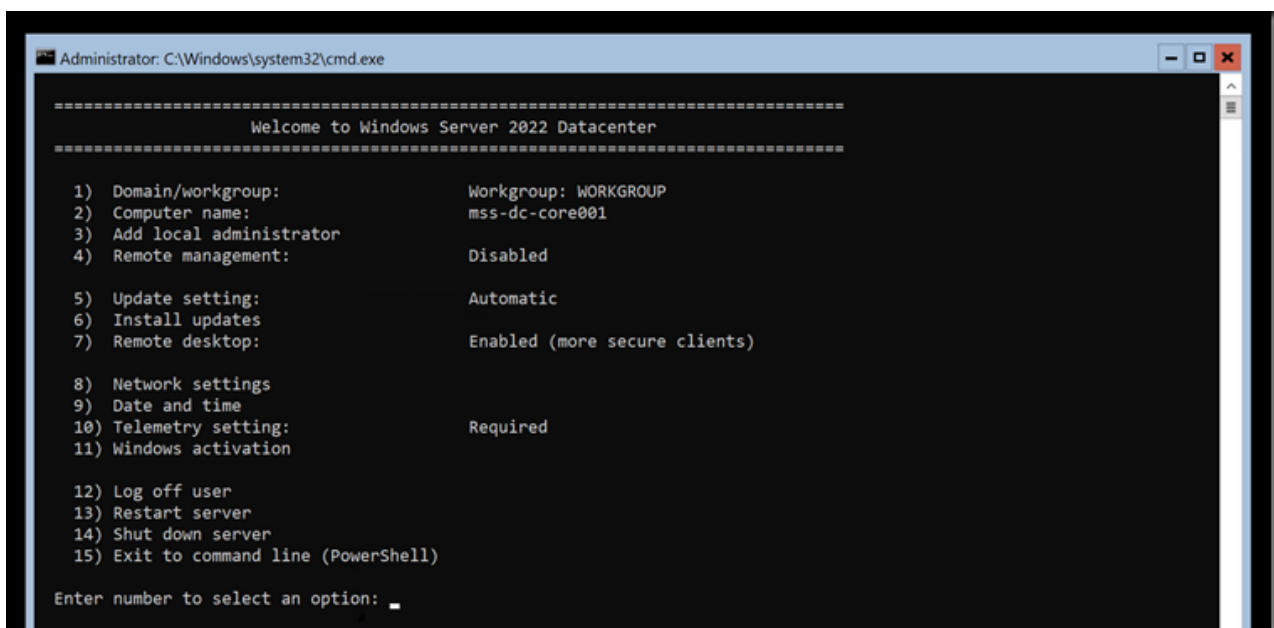 Administrator: C:\Windows\system32\cmd.exe
================================================================================
Welcome to Windows Server 2022 Datacenter
================================================================================
1) Domain/workgroup: Workgroup: WORKGROUP
2) Computer name: mss-dc-core001
3) Add local administrator
4) Remote management: Disabled
5) Update setting: Automatic
6) Install updates
7) Remote desktop: Enabled (more secure clients)
8) Network settings
9) Date and time
10) Telemetry setting: Required
11) Windows activation
12) Log off user
13) Restart server
14) Shut down server
15) Exit to command line (PowerShell)
Enter number to select an option: